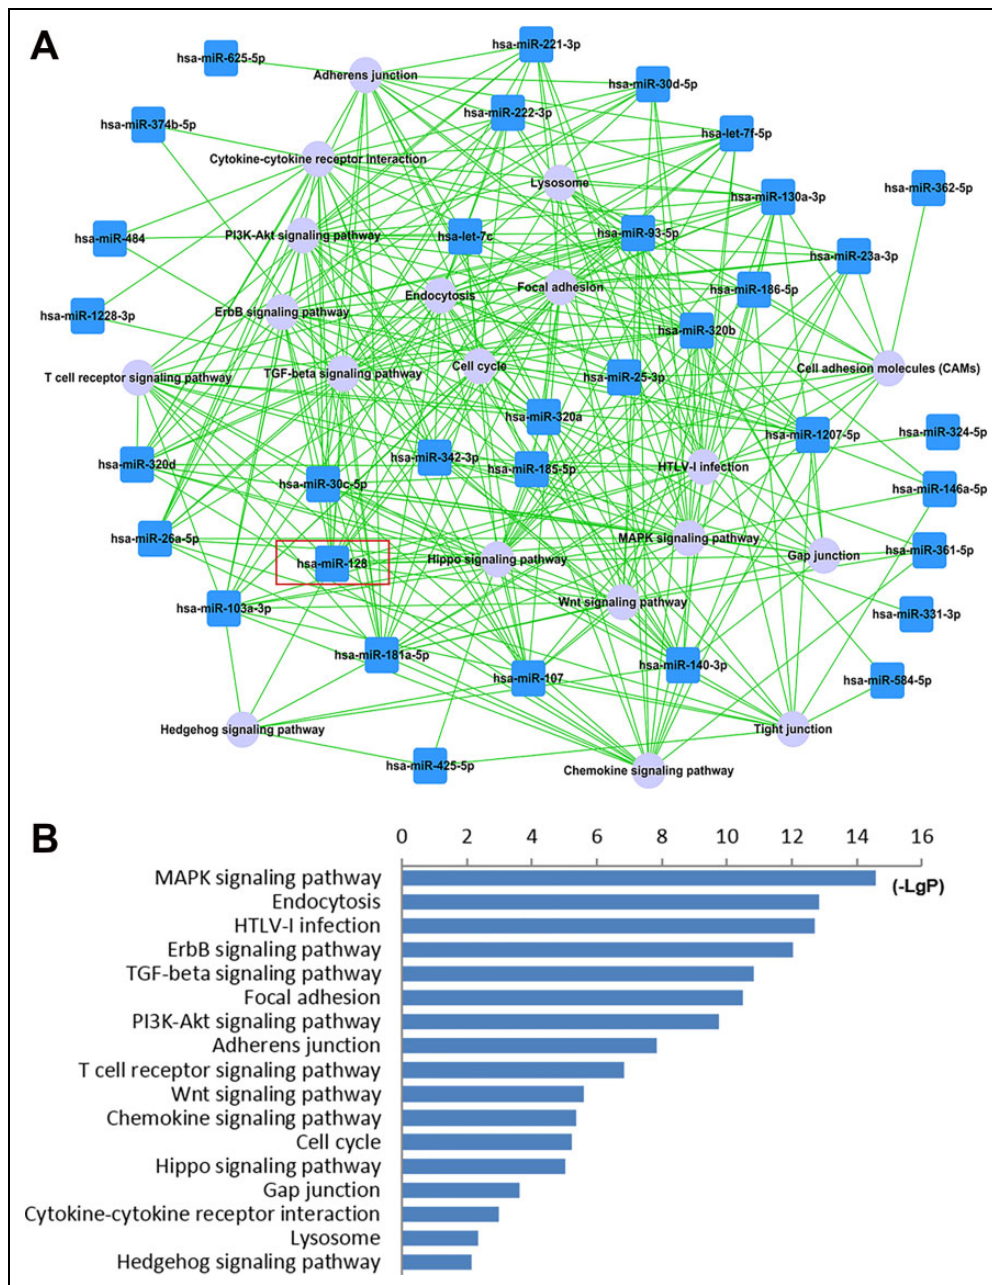 A
hsa-miR-221-3p
hsa-miR-625-5p
Adherens junction
hsa-miR-30d-5p
hsa-miR-222-3p
hsa-miR-374b-5p
hsa-let-7f-5p
Cytokine-cytokine receptor interaction
Lysosome
hsa-miR-362-5p
hsa-miR-130a-3p
hsa-miR-484
PI3K-Akt signaling pathway
hsa-let-7c
hsa-miR-93-5p
hsa-miR-23a-3p
Endocytosis
Focal adhesion
hsa-miR-186-5p
hsa-miR-1228-3p
ErbB signaling pathway
hsa-miR-320b
T cell receptor signaling pathway
TGF-beta signaling pathway
Cell cycle
hsa-miR-25-3p
Cell adhesion molecules (CAMs)
hsa-miR-320a
hsa-miR-1207-5p
hsa-miR-324-5p
hsa-miR-320d
hsa-miR-342-3p
hsa-miR-185-5p
HTLV-I infection
hsa-miR-30c-5p
hsa-miR-146a-5p
hsa-miR-26a-5p
MAPK signaling pathway
hsa-miR-361-5p
hsa-miR-128
Hippo signaling pathway
Gap junction
hsa-miR-103a-3p
Wnt signaling pathway
hsa-miR-331-3p
hsa-miR-181a-5p
hsa-miR-107
hsa-miR-140-3p
hsa-miR-584-5p
Hedgehog signaling pathway
Tight junction
hsa-miR-425-5p
Chemokine signaling pathway
B
0 2 4 6 8 10 12 14 16
(-LgP)
MAPK signaling pathway
Endocytosis
HTLV-I infection
ErbB signaling pathway
TGF-beta signaling pathway
Focal adhesion
PI3K-Akt signaling pathway
Adherens junction
T cell receptor signaling pathway
Wnt signaling pathway
Chemokine signaling pathway
Cell cycle
Hippo signaling pathway
Gap junction
Cytokine-cytokine receptor interaction
Lysosome
Hedgehog signaling pathway